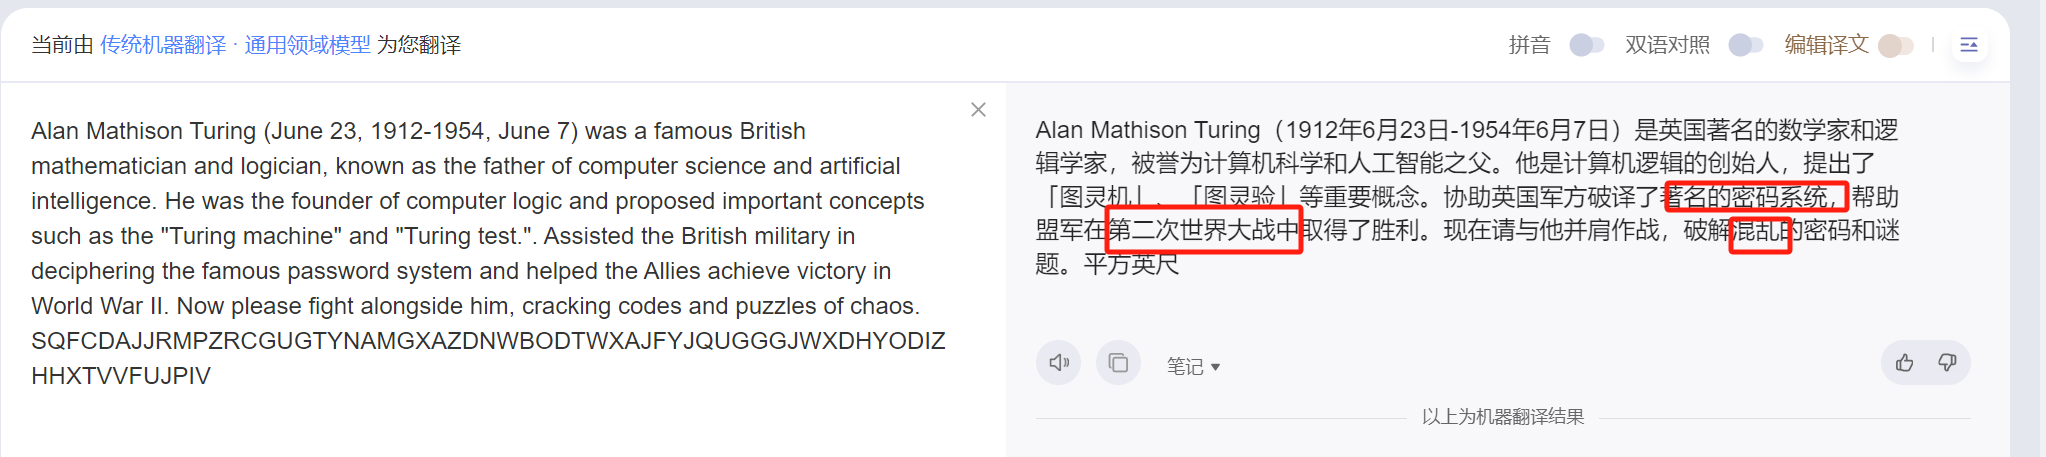 当前由 传统机器翻译 · 通用领域模型 为您翻译
拼音 双语对照 编辑译文
Alan Mathison Turing (June 23, 1912-1954, June 7) was a famous British
mathematician and logician, known as the father of computer science and artificial
intelligence. He was the founder of computer logic and proposed important concepts
such as the "Turing machine" and "Turing test.". Assisted the British military in
deciphering the famous password system and helped the Allies achieve victory in
World War II. Now please fight alongside him, cracking codes and puzzles of chaos.
SQFCDAJJRMPZRCGUGTYNAMGXAZDNWBODTWXAJFYJQUGGGJWXDHYODIZ
HHXTVVFUJPIV
Alan Mathison Turing（1912年6月23日-1954年6月7日）是英国著名的数学家和逻
辑学家，被誉为计算机科学和人工智能之父。他是计算机逻辑的创始人，提出了
「图灵机」、「图灵验」等重要概念。协助英国军方破译了著名的密码系统，帮助
盟军在第二次世界大战中取得了胜利。现在请与他并肩作战，破解混乱的密码和谜
题。平方英尺
笔记
以上为机器翻译结果